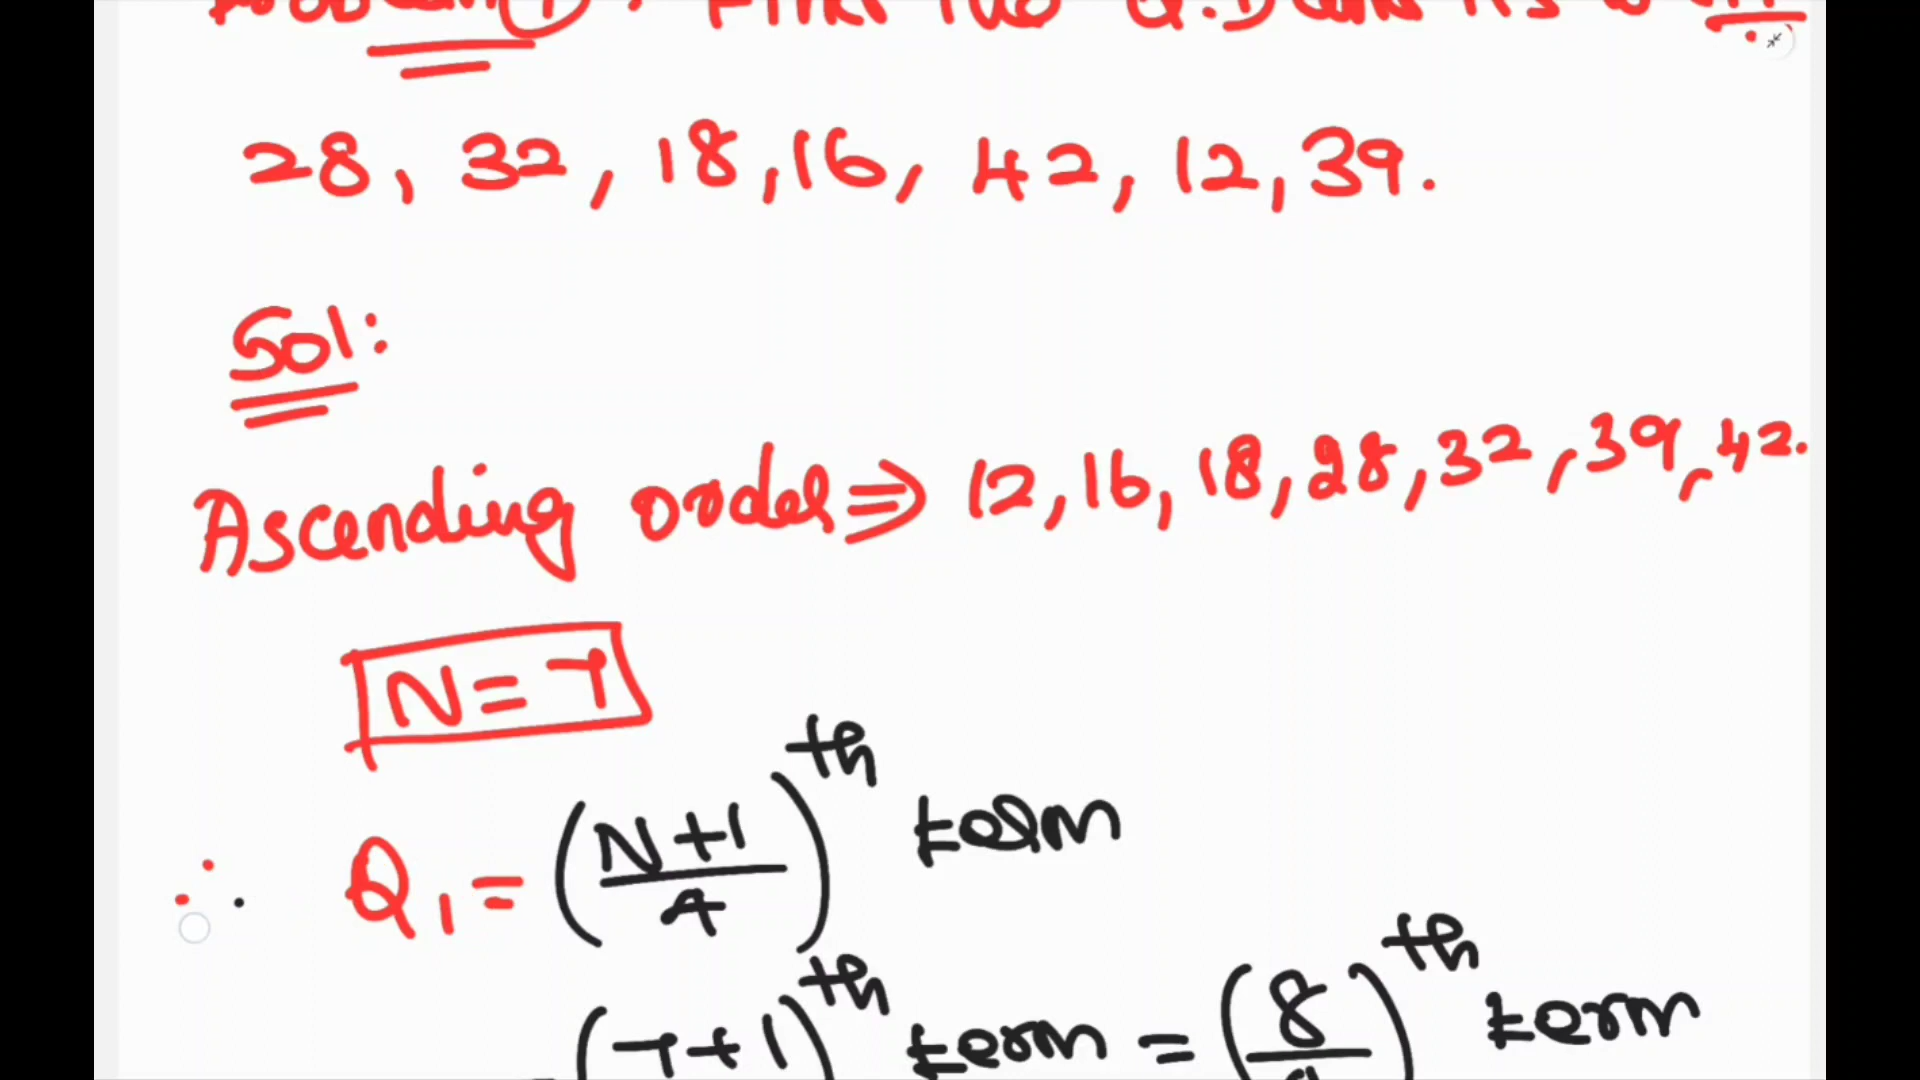 28, 32, 18, 16, 42, 12, 39.
Sol:
Ascending order ⇒ 12, 16, 18, 28, 32, 39, 42.
N = 7
∴ Q₁ = (N+1/4)th term
(7+1)th term = (8)th term